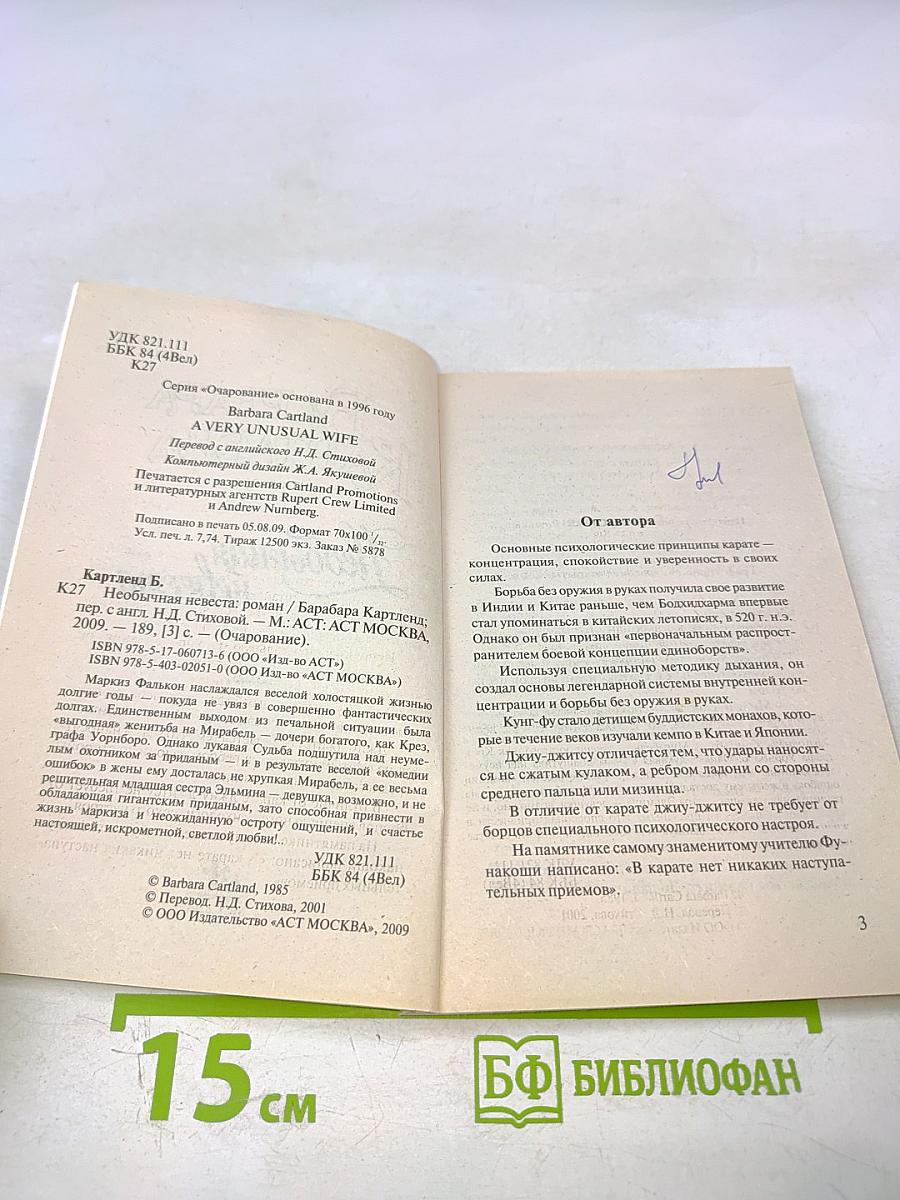 УДК 821.111
ББК 84 (4Вел)
К27
Серия «Очарование» основана в 1996 году
Barbara Cartland
A VERY UNUSUAL WIFE
Перевод с английского Н.Д. Стиховой
Компьютерный дизайн Ж.А. Якушевой
Печатается с разрешения Cartland Promotions
и литературных агентств Rupert Crew Limited
и Andrew Nurnberg.
Подписано в печать 05.08.09. Формат 70х100 1/32.
Усл. печ. л. 7,74. Тираж 12500 экз. Заказ № 5878
Картленд Б.
К27 Необычная невеста: роман / Барабара Картленд;
пер. с англ. Н.Д. Стиховой. — М.: АСТ: АСТ МОСКВА,
2009. — 189, [3] с. — (Очарование).
ISBN 978-5-17-060713-6 (ООО «Изд-во АСТ»)
ISBN 978-5-403-02051-0 (ООО Изд-во «АСТ МОСКВА»)
Маркиз Фалькон наслаждался веселой холостяцкой жизнью
долгие годы — покуда не увяз в совершенно фантастических
долгах. Единственным выходом из печальной ситуации была
«выгодная» женитьба на Мирабель — дочери богатого, как Крез,
графа Уорнборо. Однако лукавая Судьба подшутила над неуме-
лым охотником за приданым — и в результате веселой «комедии
ошибок» в жены ему досталась не хрупкая Мирабель, а ее весьма
решительная младшая сестра Эльмина — девушка, возможно, и не
обладающая гигантским приданым, зато способная привнести в
жизнь маркиза и неожиданную остроту ощущений, и счастье
настоящей, искрометной, светлой любви!..
УДК 821.111
ББК 84 (4Вел)
© Barbara Cartland, 1985
© Перевод. Н.Д. Стихова, 2001
© ООО Издательство «АСТ МОСКВА», 2009
От автора
Основные психологические принципы карате —
концентрация, спокойствие и уверенность в своих
силах.
Борьба без оружия в руках получила свое развитие
в Индии и Китае раньше, чем Бодхидхарма впервые
стал упоминаться в китайских летописях, в 520 г. н.э.
Однако он был признан «первоначальным распрост-
ранителем боевой концепции единоборств».
Используя специальную методику дыхания, он
создал основы легендарной системы внутренней кон-
центрации и борьбы без оружия в руках.
Кунг-фу стало детищем буддистских монахов, кото-
рые в течение веков изучали кемпо в Китае и Японии.
Джиу-джитсу отличается тем, что удары наносят-
ся не сжатым кулаком, а ребром ладони со стороны
среднего пальца или мизинца.
В отличие от карате джиу-джитсу не требует от
борцов специального психологического настроя.
На памятнике самому знаменитому учителю Фу-
накоши написано: «В карате нет никаких наступа-
тельных приемов».
3
15 см
БФ БИБЛИОФАН